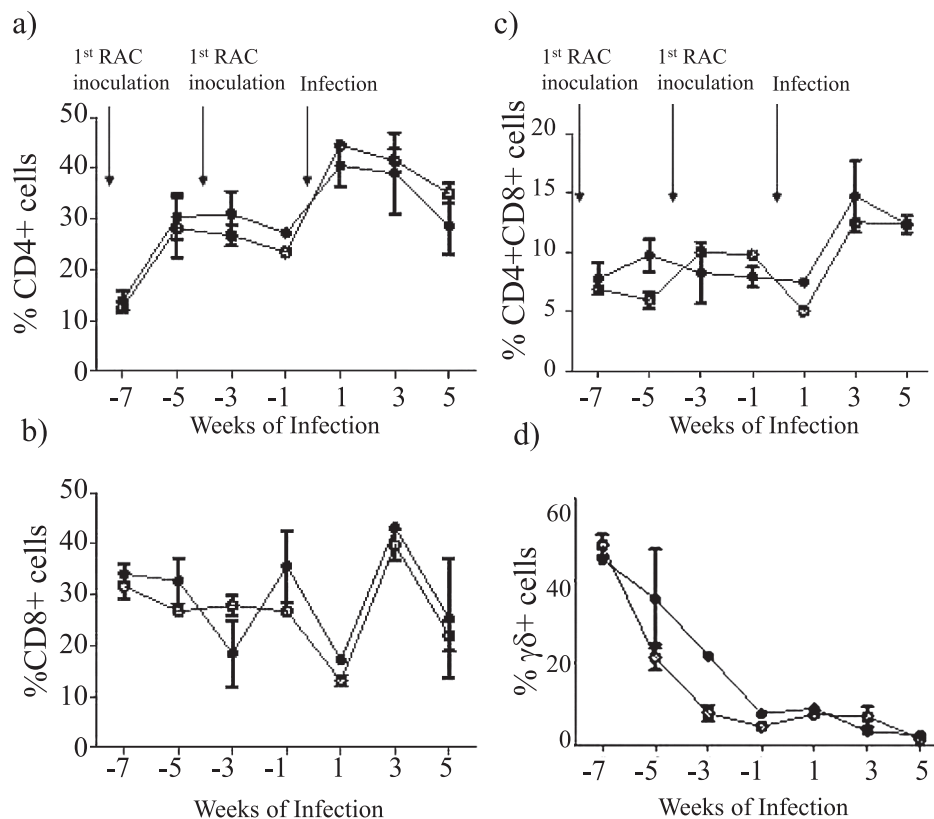 a)
1st RAC
inoculation
1st RAC
inoculation
Infection
% CD4+ cells
50
40
30
20
10
0
-7 -5 -3 -1 1 3 5
Weeks of Infection
c)
1st RAC
inoculation
1st RAC
inoculation
Infection
% CD4+CD8+ cells
20
15
10
5
0
-7 -5 -3 -1 1 3 5
Weeks of Infection
b)
%CD8+ cells
50
40
30
20
10
0
-7 -5 -3 -1 1 3 5
Weeks of Infection
d)
% γδ+ cells
60
40
20
0
-7 -5 -3 -1 1 3 5
Weeks of Infection